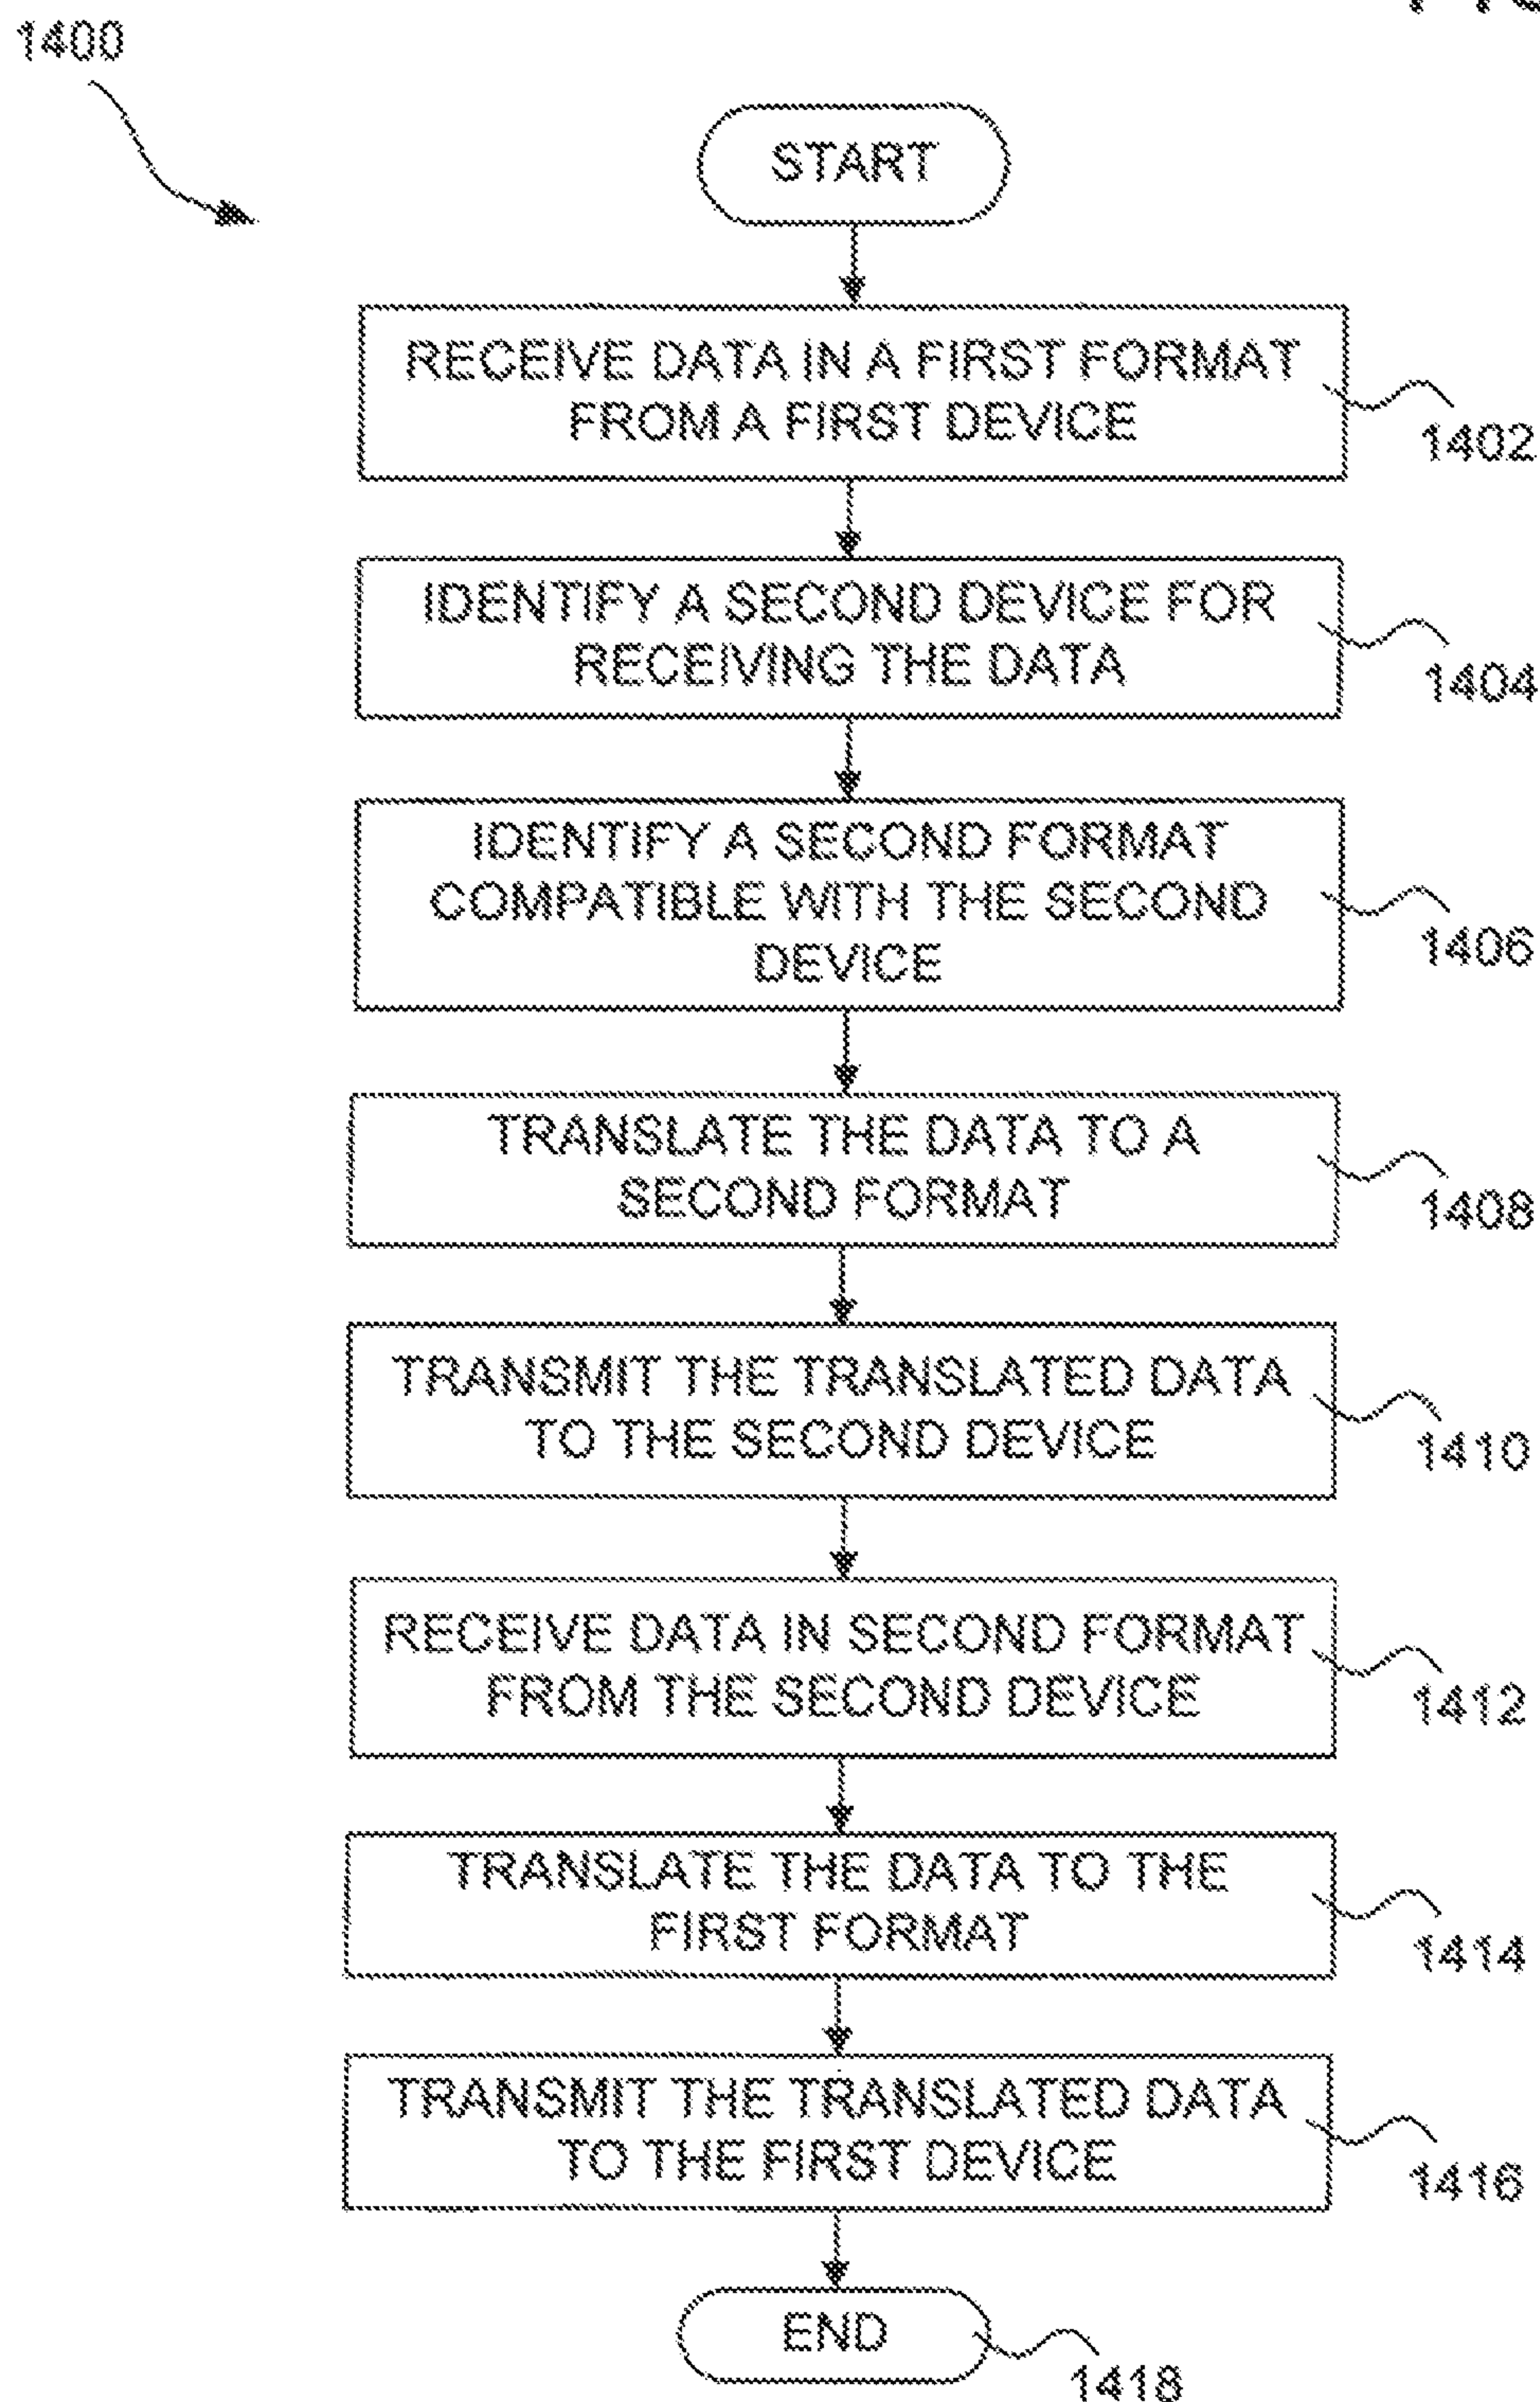 1400
START
RECEIVE DATA IN A FIRST FORMAT
FROM A FIRST DEVICE
1402
IDENTIFY A SECOND DEVICE FOR
RECEIVING THE DATA
1404
IDENTIFY A SECOND FORMAT
COMPATIBLE WITH THE SECOND
DEVICE
1406
TRANSLATE THE DATA TO A
SECOND FORMAT
1408
TRANSMIT THE TRANSLATED DATA
TO THE SECOND DEVICE
1410
RECEIVE DATA IN SECOND FORMAT
FROM THE SECOND DEVICE
1412
TRANSLATE THE DATA TO THE
FIRST FORMAT
1414
TRANSMIT THE TRANSLATED DATA
TO THE FIRST DEVICE
1416
END
1418